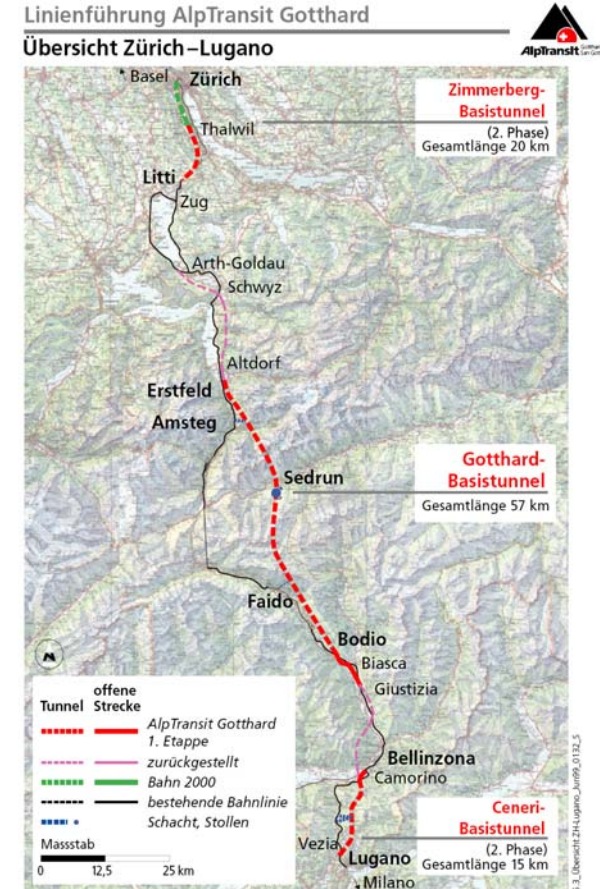 Linienführung AlpTransit Gotthard
Übersicht Zürich–Lugano
AlpTransit
Basel
Zürich
Zimmerberg-
Basistunnel
(2. Phase)
Gesamtlänge 20 km
Thalwil
Litti
Zug
Arth-Goldau
Schwyz
Altdorf
Erstfeld
Amsteg
Gotthard-
Basistunnel
Gesamtlänge 57 km
Sedrun
Faido
Bodio
Biasca
Giustizia
Bellinzona
Camorino
Ceneri-
Basistunnel
(2. Phase)
Gesamtlänge 15 km
Vezia
Lugano
Milano
N
Tunnel
offene
Strecke
AlpTransit Gotthard
1. Etappe
zurückgestellt
Bahn 2000
bestehende Bahnlinie
Schacht, Stollen
Massstab
0 12,5 25 km